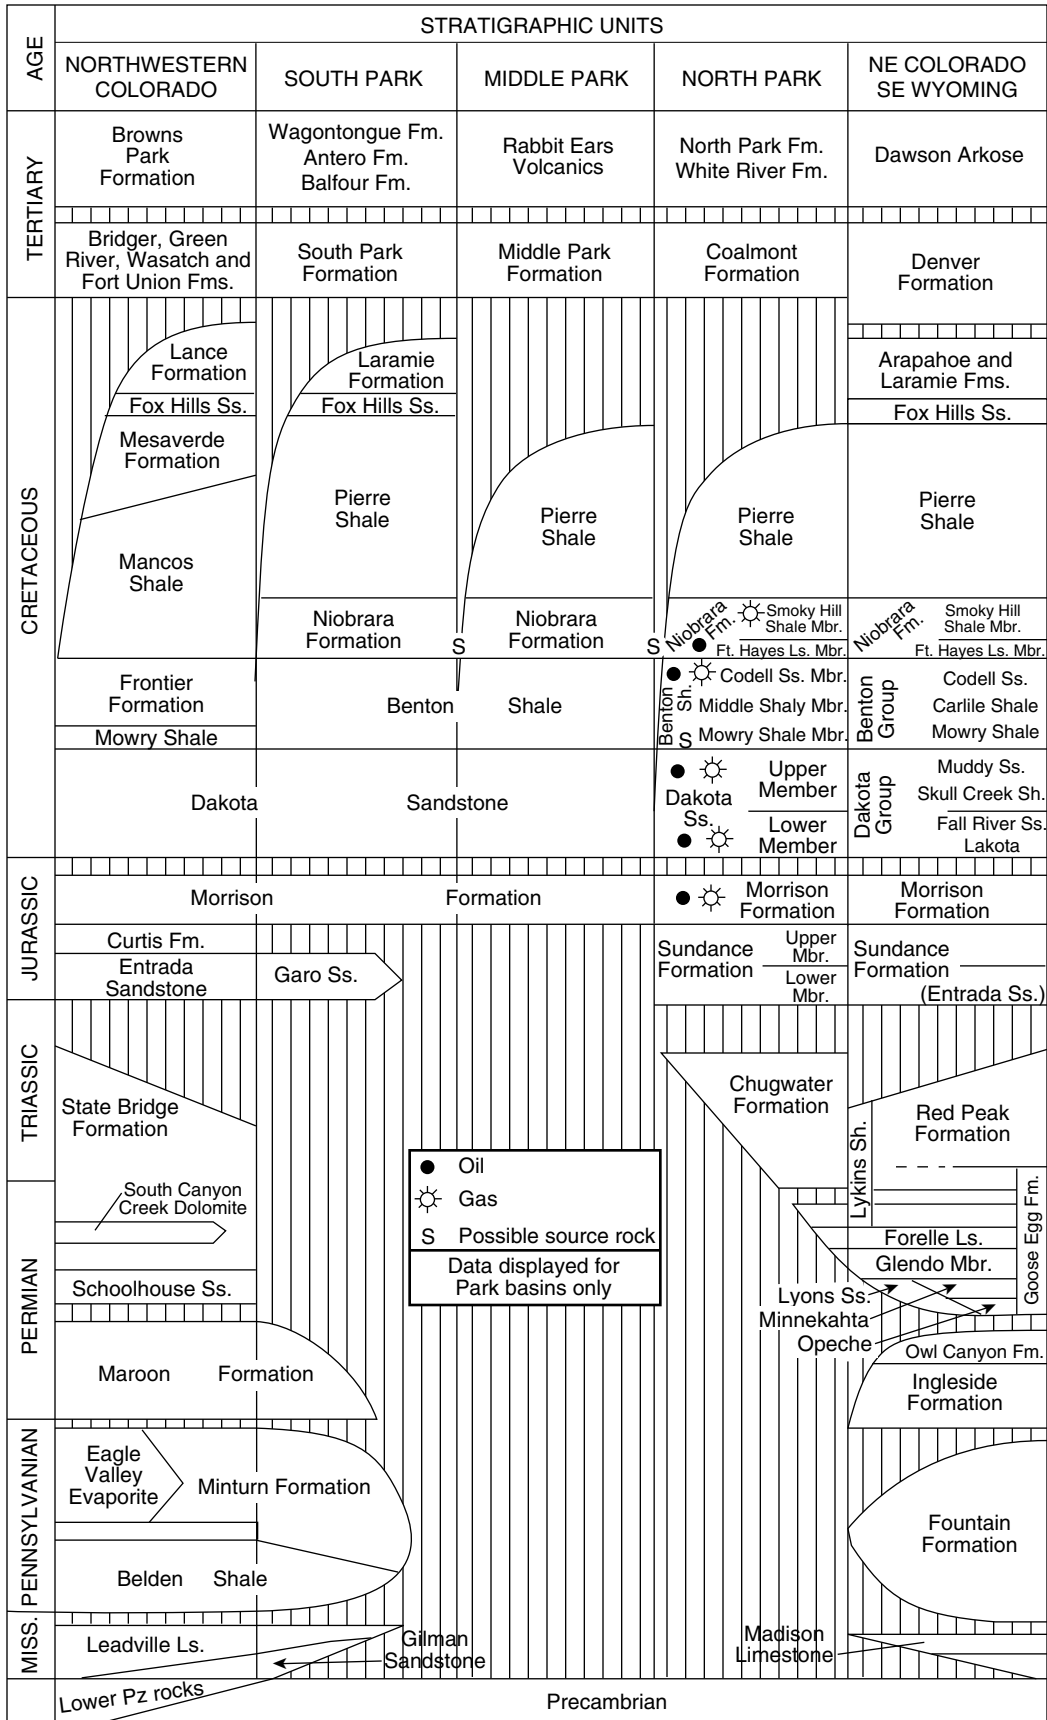 STRATIGRAPHIC UNITS
AGE
NORTHWESTERN
COLORADO
SOUTH PARK
MIDDLE PARK
NORTH PARK
NE COLORADO
SE WYOMING
TERTIARY
Browns
Park
Formation
Wagontongue Fm.
Antero Fm.
Balfour Fm.
Rabbit Ears
Volcanics
North Park Fm.
White River Fm.
Dawson Arkose
Bridger, Green
River, Wasatch and
Fort Union Fms.
South Park
Formation
Middle Park
Formation
Coalmont
Formation
Denver
Formation
CRETACEOUS
Lance
Formation
Fox Hills Ss.
Mesaverde
Formation
Mancos
Shale
Laramie
Formation
Fox Hills Ss.
Pierre
Shale
Pierre
Shale
Pierre
Shale
Arapahoe and
Laramie Fms.
Fox Hills Ss.
Pierre
Shale
Niobrara
Formation
S
Niobrara
Formation
S
Niobrara
Fm.
Smoky Hill
Shale Mbr.
Ft. Hayes Ls. Mbr.
Niobrara
Fm.
Smoky Hill
Shale Mbr.
Ft. Hayes Ls. Mbr.
Frontier
Formation
Mowry Shale
Benton Shale
Benton
Sh.
Codell Ss. Mbr.
Middle Shaly Mbr.
S
Mowry Shale Mbr.
Benton
Group
Codell Ss.
Carlile Shale
Mowry Shale
Dakota Sandstone
Dakota
Ss.
Upper
Member
Lower
Member
Dakota
Group
Muddy Ss.
Skull Creek Sh.
Fall River Ss.
Lakota
JURASSIC
Morrison Formation
Morrison
Formation
Morrison
Formation
Curtis Fm.
Entrada
Sandstone
Garo Ss.
Sundance
Formation
Upper
Mbr.
Lower
Mbr.
Sundance
Formation
(Entrada Ss.)
TRIASSIC
State Bridge
Formation
Chugwater
Formation
Lykins Sh.
Red Peak
Formation
Oil
Gas
S Possible source rock
Data displayed for
Park basins only
PERMIAN
South Canyon
Creek Dolomite
Schoolhouse Ss.
Maroon Formation
Forelle Ls.
Glendo Mbr.
Goose Egg Fm.
Lyons Ss.
Minnekahta
Opeche
Owl Canyon Fm.
Ingleside
Formation
PENNSYLVANIAN
Eagle
Valley
Evaporite
Minturn Formation
Belden Shale
Fountain
Formation
MISS.
Leadville Ls.
Gilman
Sandstone
Madison
Limestone
Lower Pz rocks
Precambrian